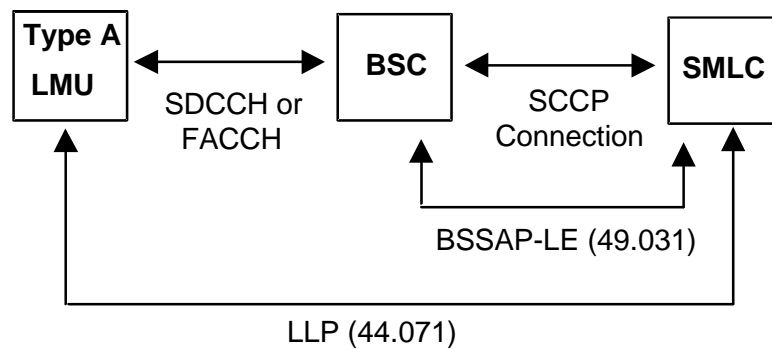 Type A
LMU
BSC
SMLC
SDCCH or
FACCH
SCCP
Connection
BSSAP-LE (49.031)
LLP (44.071)